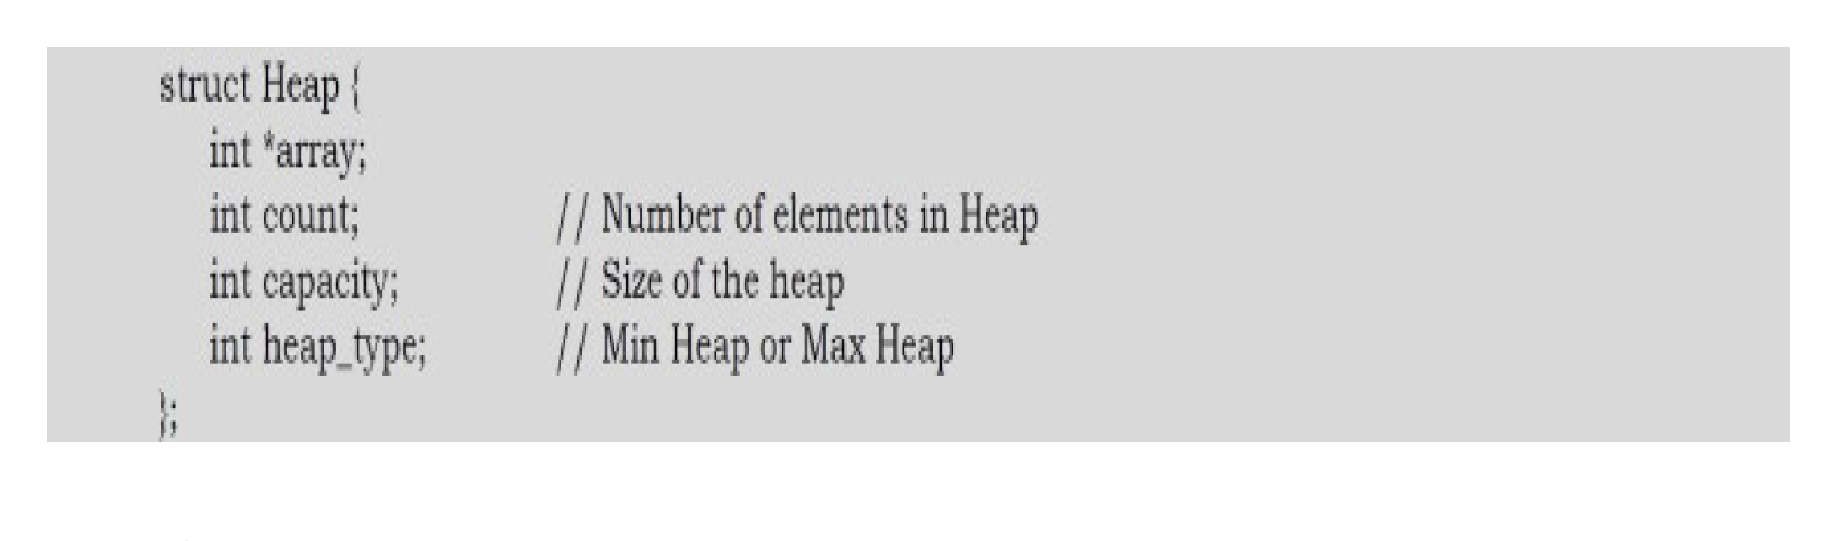 struct Heap {
int *array;
int count; // Number of elements in Heap
int capacity; // Size of the heap
int heap_type; // Min Heap or Max Heap
};